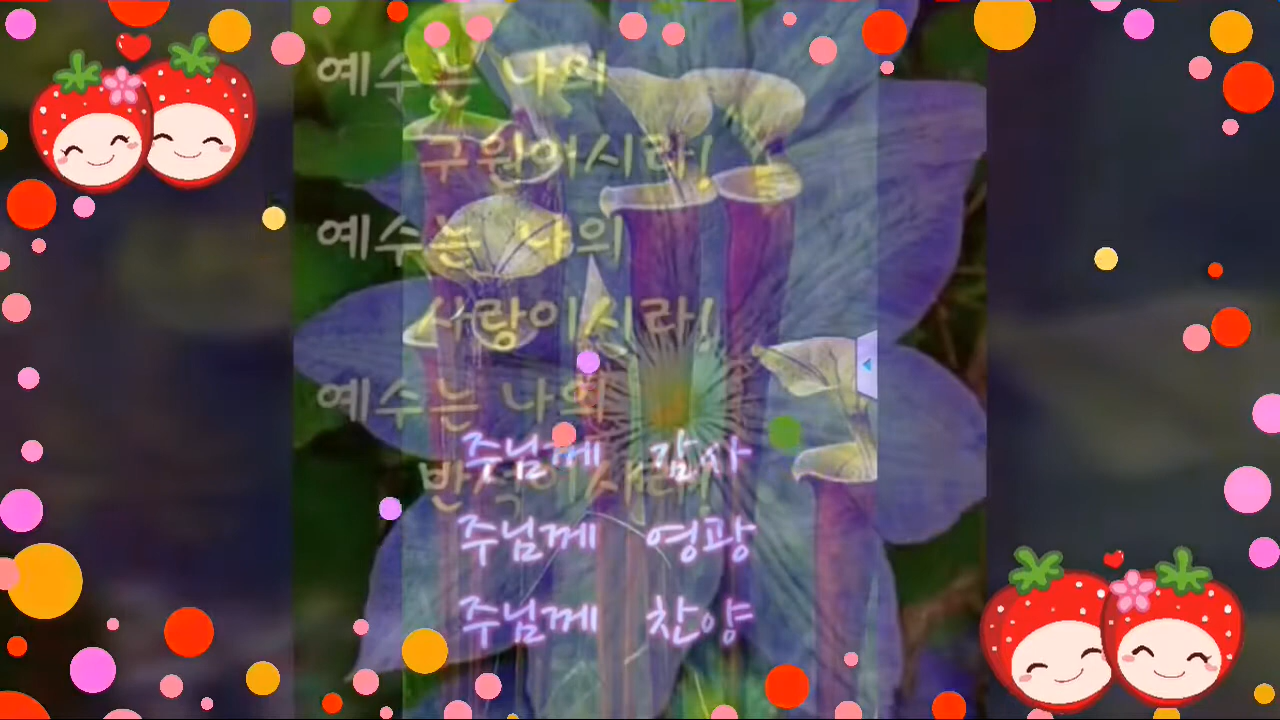 예수는 나의
구원이시라!
예수는 나의
사랑이시라!
예수는 나의
반석이시라!
주님께 감사
주님께 영광
주님께 찬양